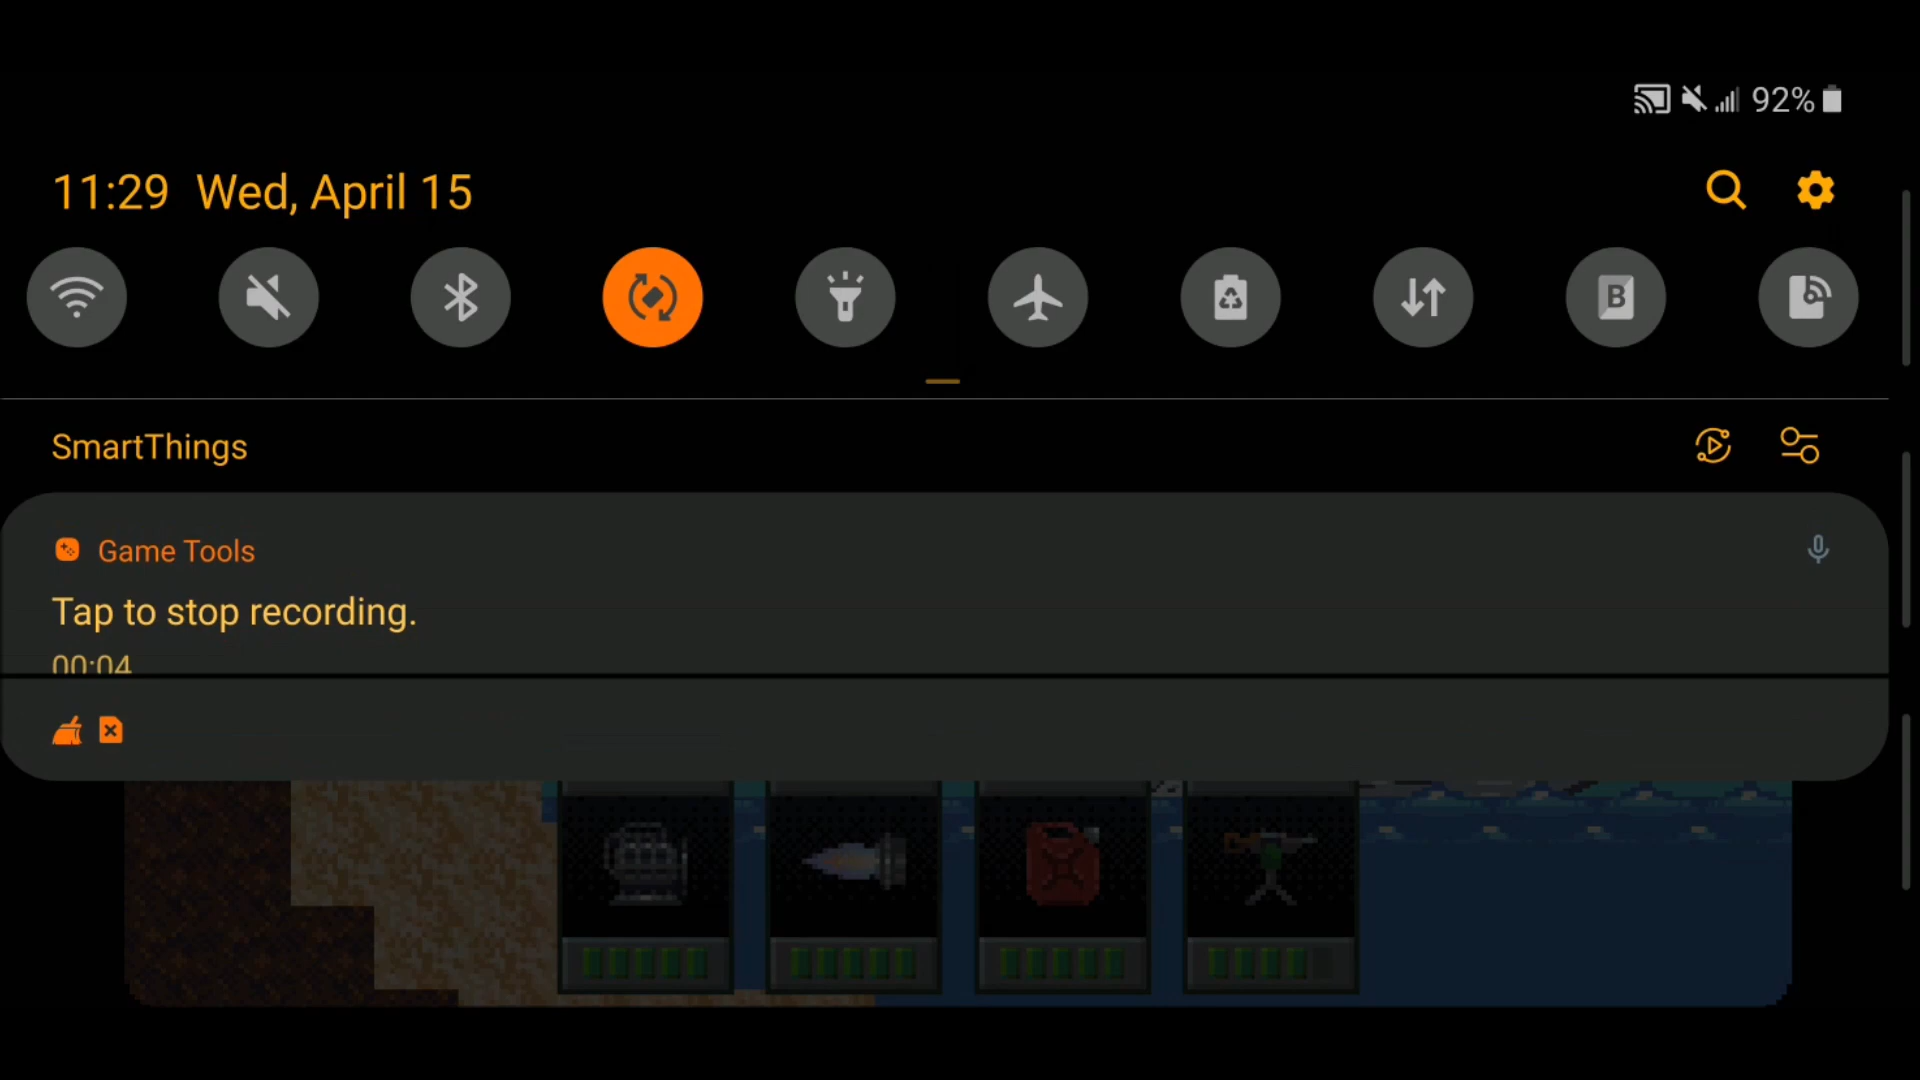 92%
11:29 Wed, April 15
B
SmartThings
Game Tools
Tap to stop recording.
00:04